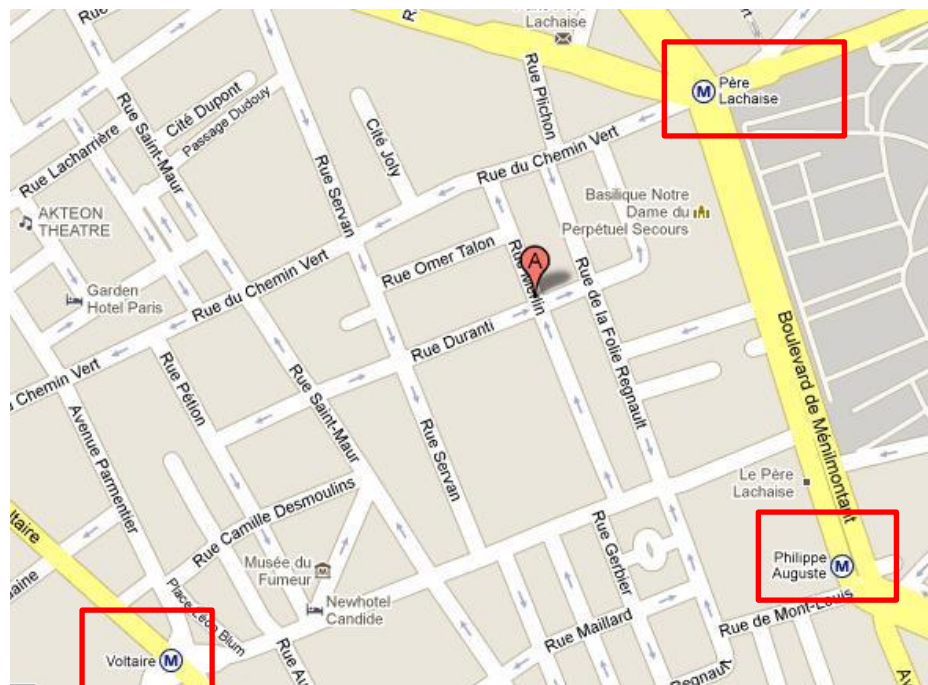 Lachaise
Père
Lachaise
Rue Plichon
Cité Dupont
Passage Dudouy
Rue Saint-Maur
Cité Joly
Rue Lacharrière
Rue Servan
Rue du Chemin Vert
AKTEON
THEATRE
Basilique Notre
Dame du
Perpétuel Secours
Rue Omer Talon
A
Rue Merlin
Rue de la Folie Regnault
Garden
Hotel Paris
Rue du Chemin Vert
Rue Duranti
Boulevard de Ménilmontant
Chemin Vert
Rue Pétion
Rue Saint-Maur
Avenue Parmentier
Rue Servan
Le Père
Lachaise
Rue Camille Desmoulins
Musée du
Fumeur
M
Rue Gerbier
Philippe
Auguste
M
Newhotel
Candide
Place Léon Blum
Rue Maillard
Rue de Mont-Louis
Voltaire
M
M
Regnault